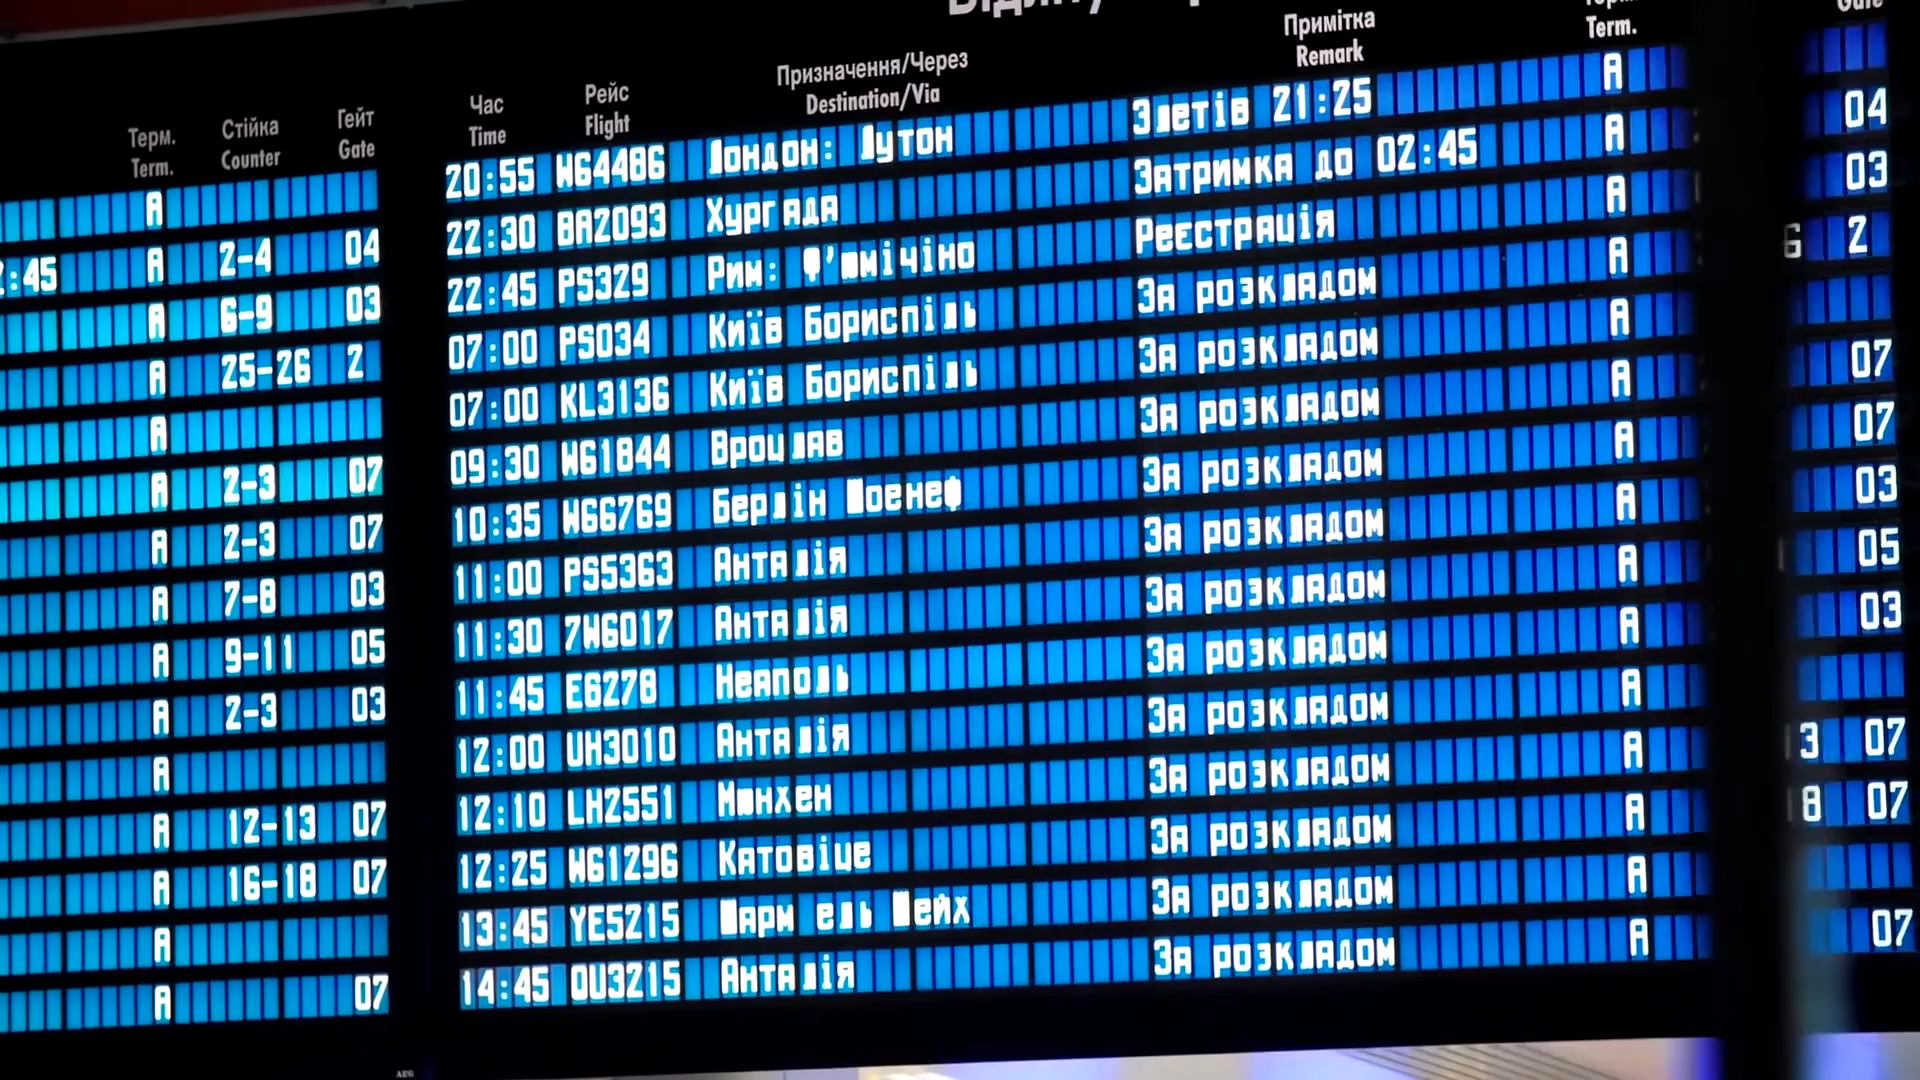 Примітка
Remark
Term.
Призначення/Через
Destination/Via
Час
Time
Рейс
Flight
Терм.
Term.
Стійка
Counter
Гейт
Gate
20:55 W64486 Лондон: Лутон Злетів 21:25 A
22:30 BA2093 Хургада Затримка до 02:45 A
22:45 PS329 Рим: Ф'юмічіно Реєстрація A
07:00 PS034 Київ Бориспіль За розкладом A
07:00 KL3136 Київ Бориспіль За розкладом A
09:30 W61844 Вроцлав За розкладом A
10:35 W66769 Берлін Шоенеф За розкладом A
11:00 PS5363 Анталія За розкладом A
11:30 7W6017 Анталія За розкладом A
11:45 E6278 Неаполь За розкладом A
12:00 UH3010 Анталія За розкладом A
12:10 LH2551 Мюнхен За розкладом A
12:25 W61296 Катовіце За розкладом A
13:45 YE5215 Шарм ель Шейх За розкладом A
14:45 OU3215 Анталія За розкладом A
A
:45 A 2-4 04
A 6-9 03
A 25-26 2
A
A 2-3 07
A 2-3 07
A 7-8 03
A 9-11 05
A 2-3 03
A
A 12-13 07
A 16-18 07
A
A 07
04
03
6 2
07
07
03
05
03
3 07
8 07
07
AEG